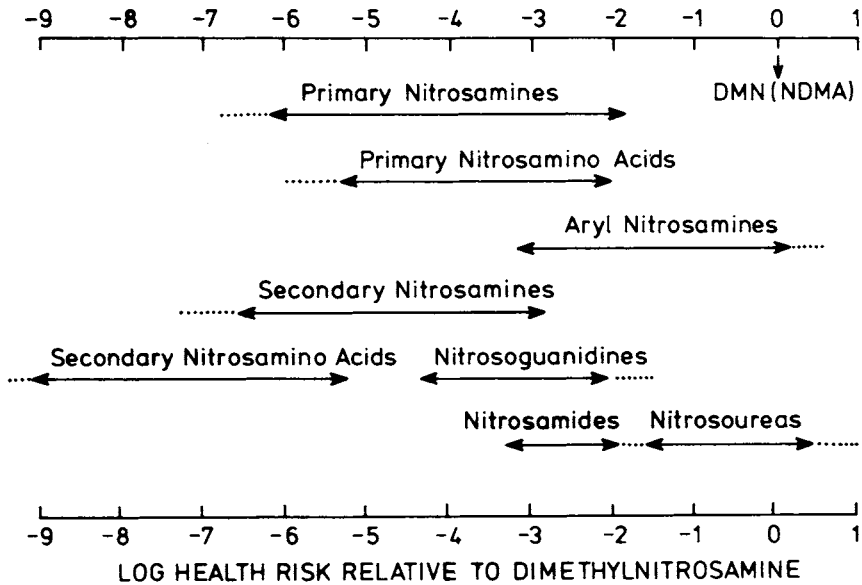 -9 -8 -7 -6 -5 -4 -3 -2 -1 0 1
DMN (NDMA)
Primary Nitrosamines
Primary Nitrosamino Acids
Aryl Nitrosamines
Secondary Nitrosamines
Secondary Nitrosamino Acids Nitrosoguanidines
Nitrosamides Nitrosoureas
-9 -8 -7 -6 -5 -4 -3 -2 -1 0 1
LOG HEALTH RISK RELATIVE TO DIMETHYLNITROSAMINE